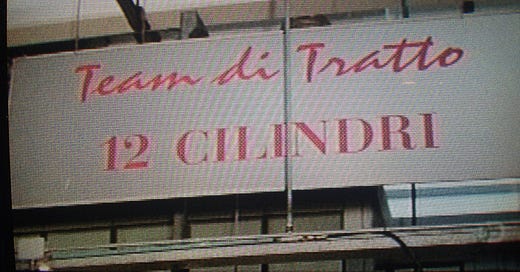 Team di Tratto
12 CILINDRI